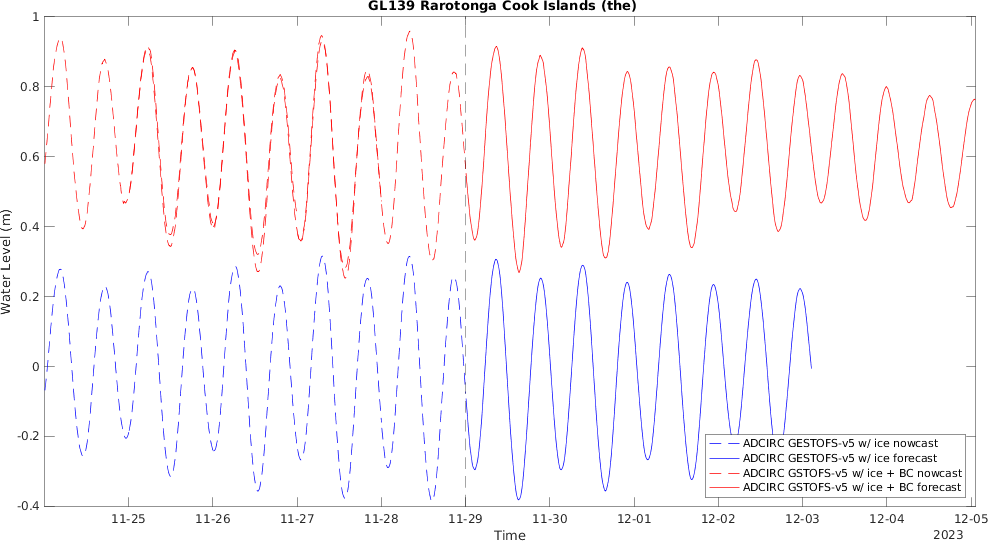 GL139 Rarotonga Cook Islands (the)
1
0.8
0.6
0.4
0.2
0
-0.2
-0.4
Water Level (m)
ADCIRC GESTOFS-v5 w/ ice nowcast
ADCIRC GESTOFS-v5 w/ ice forecast
ADCIRC GSTOFS-v5 w/ ice + BC nowcast
ADCIRC GSTOFS-v5 w/ ice + BC forecast
11-25 11-26 11-27 11-28 11-29 11-30 12-01 12-02 12-03 12-04 12-05
Time
2023